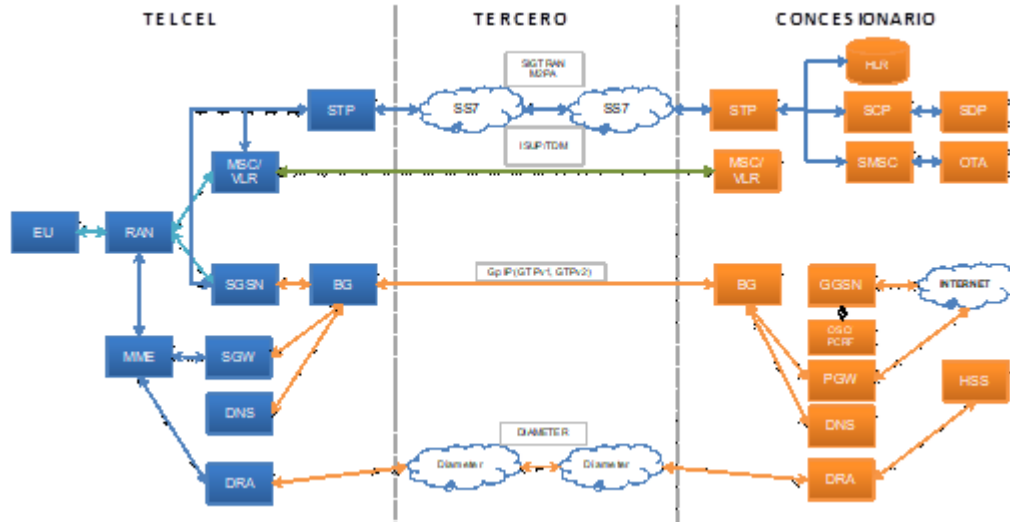 TELCEL
TERCERO
CONCESIONARIO
SIGTRAN
M2PA
HLR
STP
SS7
SS7
STP
SCP
SDP
ISUP/TDM
MSC/
VLR
MSC/
VLR
SMSC
OTA
EU
RAN
Gp IP (GTPv1, GTPv2)
SGSN
BG
BG
GGSN
INTERNET
PCRF
MME
SGW
PGW
HSS
DNS
DNS
DIAMETER
Diameter
Diameter
DRA
DRA